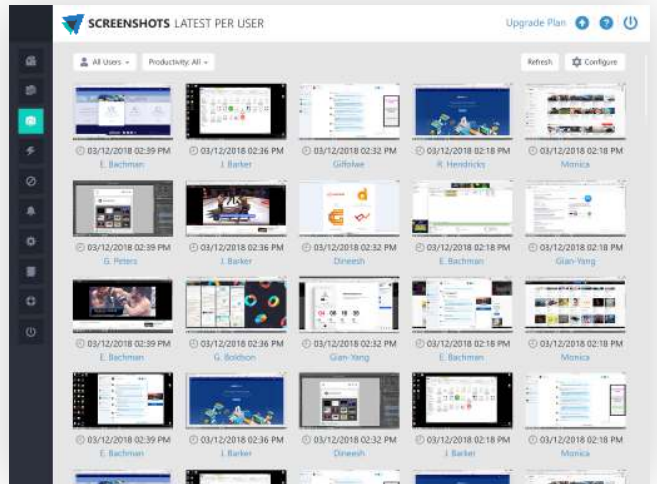 SCREENSHOTS LATEST PER USER
Upgrade Plan
All Users
Productivity: All
Refresh
Configure
03/12/2018 02:39 PM
03/12/2018 02:36 PM
03/12/2018 02:32 PM
03/12/2018 02:18 PM
03/12/2018 02:18 PM
E. Bachman
J. Barker
Giffolwe
R. Hendricks
Monica
03/12/2018 02:39 PM
03/12/2018 02:36 PM
03/12/2018 02:32 PM
03/12/2018 02:18 PM
03/12/2018 02:18 PM
G. Peters
J. Barker
Dineesh
E. Bachman
Gian-Yang
03/12/2018 02:39 PM
03/12/2018 02:36 PM
03/12/2018 02:32 PM
03/12/2018 02:18 PM
03/12/2018 02:18 PM
E. Bachman
G. Boldson
Gian-Yang
E. Bachman
Monica
03/12/2018 02:39 PM
03/12/2018 02:36 PM
03/12/2018 02:32 PM
03/12/2018 02:18 PM
03/12/2018 02:18 PM
E. Bachman
J. Barker
Dineesh
J. Barker
Monica